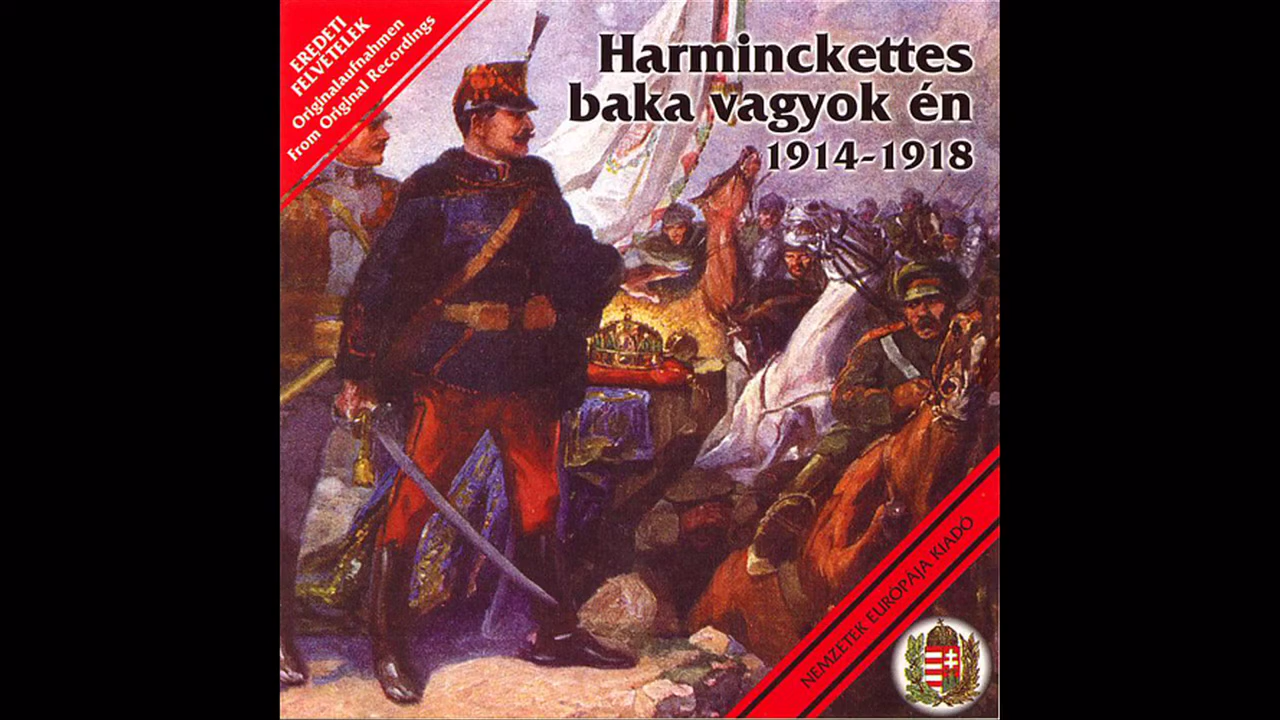 EREDETI
FELVÉTELEK
Originalaufnahmen
From Original Recordings
Harminckettes
baka vagyok én
1914-1918
NEMZETEK EURÓPÁJA KIADÓ